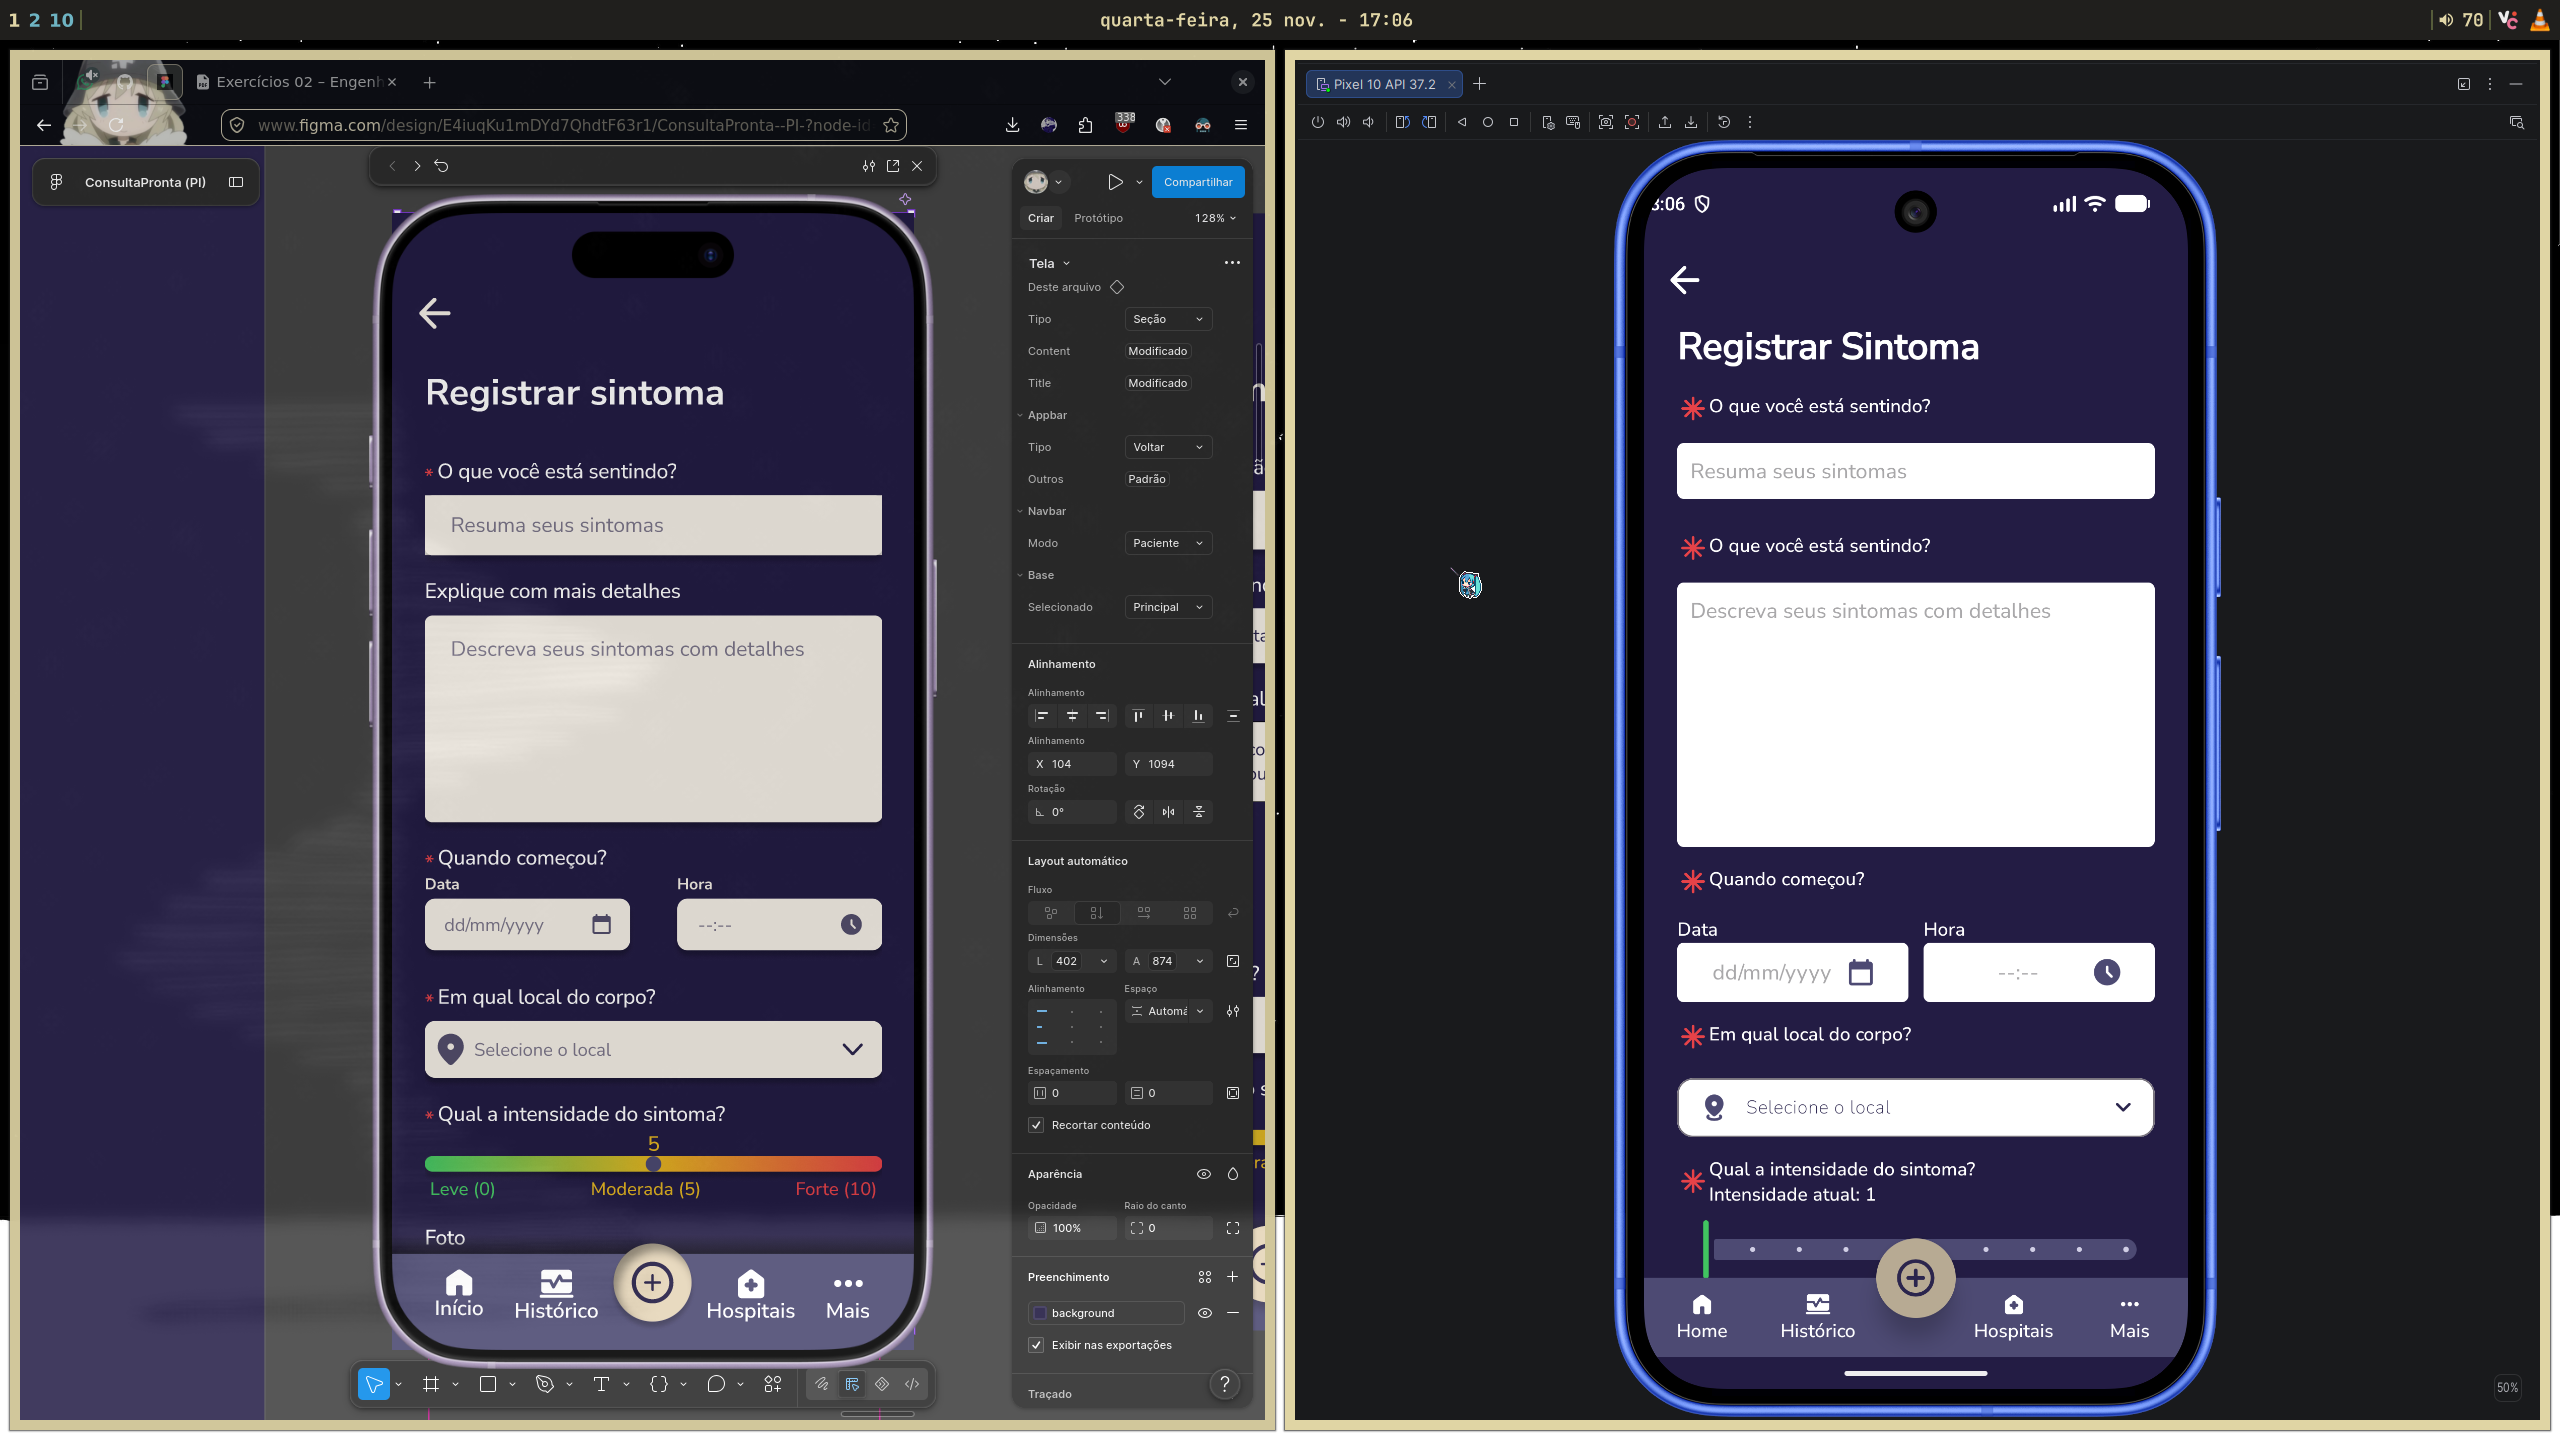 1 2 10
quarta-feira, 25 nov. - 17:06
70
Exercícios 02 – Engenh
www.figma.com/design/E4iuqKu1mDYd7QhdtF63r1/ConsultaPronta--PI-?node-id
338
ConsultaPronta (PI)
Registrar sintoma
* O que você está sentindo?
Resuma seus sintomas
Explique com mais detalhes
Descreva seus sintomas com detalhes
* Quando começou?
Data
Hora
dd/mm/yyyy
--:--
* Em qual local do corpo?
Selecione o local
* Qual a intensidade do sintoma?
5
Leve (0)
Moderada (5)
Forte (10)
Foto
Início
Histórico
Hospitais
Mais
Compartilhar
Criar
Protótipo
128%
Tela
Deste arquivo
Tipo
Seção
Content
Modificado
Title
Modificado
Appbar
Tipo
Voltar
Outros
Padrão
Navbar
Modo
Paciente
Base
Selecionado
Principal
Alinhamento
Alinhamento
Alinhamento
X 104
Y 1094
Rotação
0°
Layout automático
Fluxo
Dimensões
L 402
A 874
Alinhamento
Espaço
Automá
Espaçamento
0
0
Recortar conteúdo
Aparência
Opacidade
Raio do canto
100%
0
Preenchimento
background
Exibir nas exportações
Traçado
?
Pixel 10 API 37.2
:06
Registrar Sintoma
O que você está sentindo?
Resuma seus sintomas
O que você está sentindo?
Descreva seus sintomas com detalhes
Quando começou?
Data
Hora
dd/mm/yyyy
--:--
Em qual local do corpo?
Selecione o local
Qual a intensidade do sintoma?
Intensidade atual: 1
Home
Histórico
Hospitais
Mais
50%